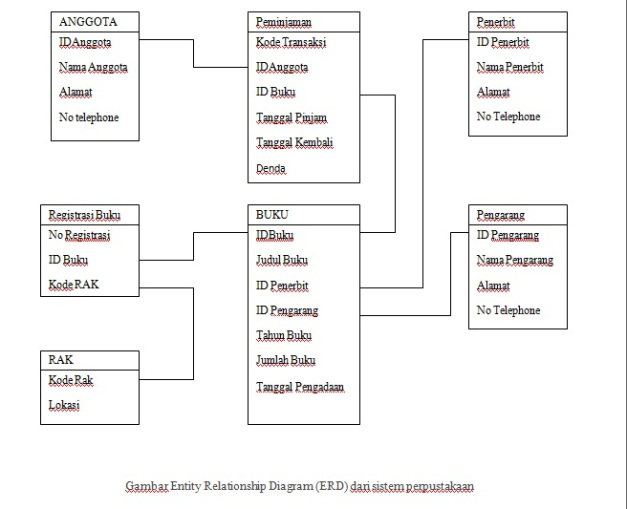 ANGGOTA
IDAnggota
Nama Anggota
Alamat
No telephone
Peminjaman
Kode Transaksi
IDAnggota
ID Buku
Tanggal Pinjam
Tanggal Kembali
Denda
Penerbit
ID Penerbit
Nama Penerbit
Alamat
No Telephone
Registrasi Buku
No Registrasi
ID Buku
Kode RAK
BUKU
IDBuku
Judul Buku
ID Penerbit
ID Pengarang
Tahun Buku
Jumlah Buku
Tanggal Pengadaan
Pengarang
ID Pengarang
Nama Pengarang
Alamat
No Telephone
RAK
Kode Rak
Lokasi
Gambar Entity Relationship Diagram (ERD) dari sistem perpustakaan